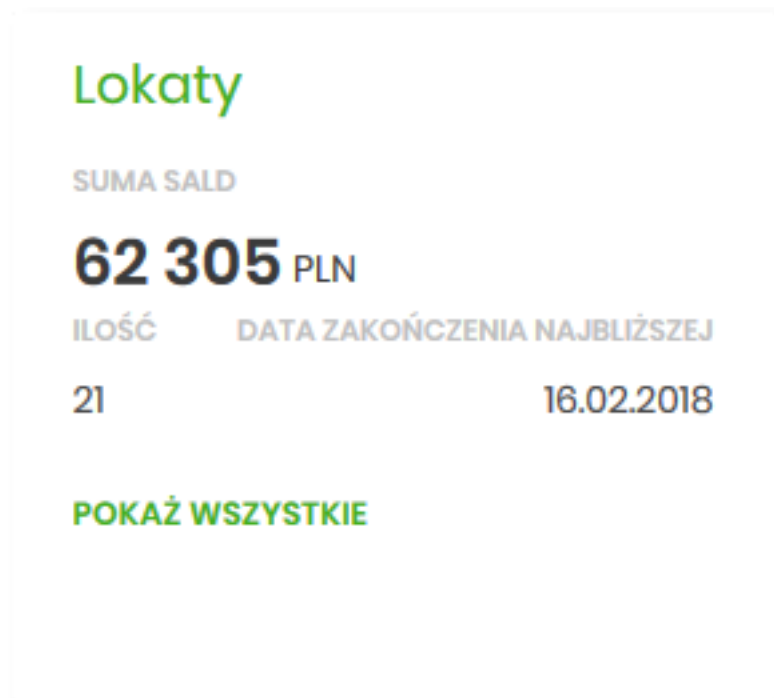 Lokaty
SUMA SALD
62 305 PLN
ILOŚĆ DATA ZAKOŃCZENIA NAJBLIŻSZEJ
21 16.02.2018
POKAŻ WSZYSTKIE